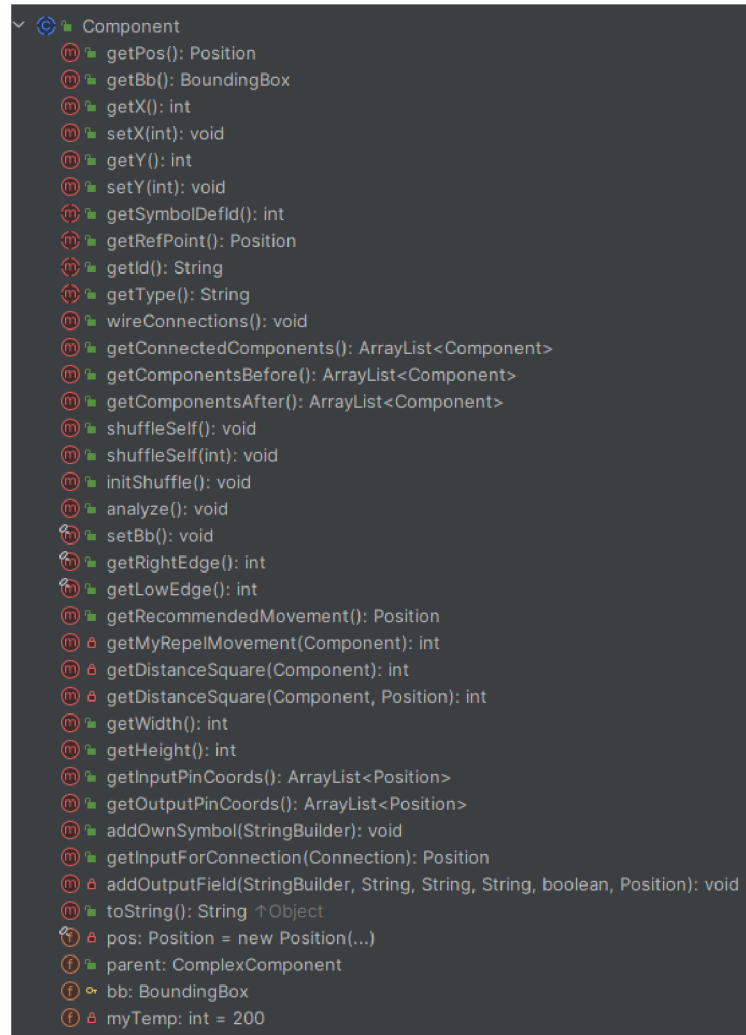 Component
getPos(): Position
getBb(): BoundingBox
getX(): int
setX(int): void
getY(): int
setY(int): void
getSymbolDefId(): int
getRefPoint(): Position
getId(): String
getType(): String
wireConnections(): void
getConnectedComponents(): ArrayList<Component>
getComponentsBefore(): ArrayList<Component>
getComponentsAfter(): ArrayList<Component>
shuffleSelf(): void
shuffleSelf(int): void
initShuffle(): void
analyze(): void
setBb(): void
getRightEdge(): int
getLowEdge(): int
getRecommendedMovement(): Position
getMyRepelMovement(Component): int
getDistanceSquare(Component): int
getDistanceSquare(Component, Position): int
getWidth(): int
getHeight(): int
getInputPinCoords(): ArrayList<Position>
getOutputPinCoords(): ArrayList<Position>
addOwnSymbol(StringBuilder): void
getInputForConnection(Connection): Position
addOutputField(StringBuilder, String, String, String, boolean, Position): void
toString(): String ↑Object
pos: Position = new Position(...)
parent: ComplexComponent
bb: BoundingBox
myTemp: int = 200